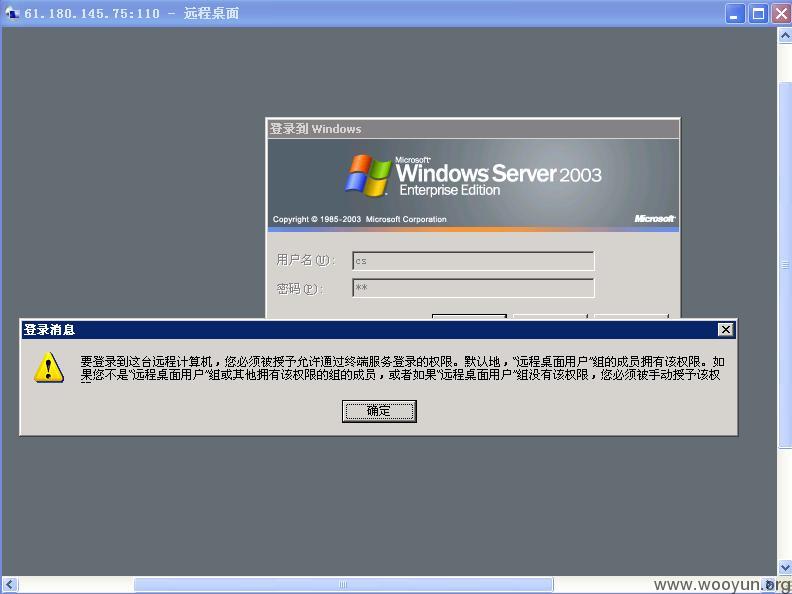 61.180.145.75:110 - 远程桌面
登录到 Windows
Microsoft®
Windows Server 2003
Enterprise Edition
Copyright © 1985-2003 Microsoft Corporation
Microsoft
用户名(U):
cs
密码(P):
**
登录消息
要登录到这台远程计算机，您必须被授予允许通过终端服务登录的权限。默认地，“远程桌面用户”组的成员拥有该权限。如
果您不是“远程桌面用户”组或其他拥有该权限的组的成员，或者如果“远程桌面用户”组没有该权限，您必须被手动授予该权
确定
www.wooyun.org